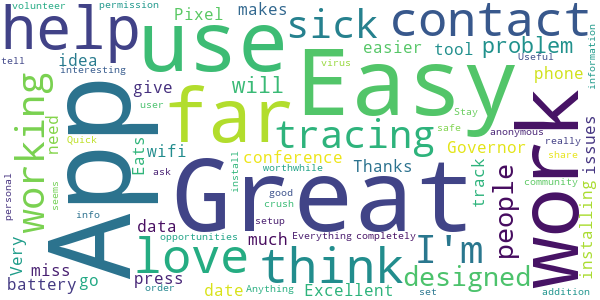 volunteer
permission
makes
contact
help
use
Pixel
sick
tell
idea
easier
tool
problem
interesting
Useful
information
App
far
Easy
give
will
virus
phone
working
need
user
tracing
Stay
safe
anonymous
work
Quick
Eats
wifi
conference
Thanks
Governor
really
share
issues
personal
seems
ask
install
worthwhile
Great
good
crush
track
people
community
installing
info
data
setup
Everything
completely
Very
love
opportunities
much
think
I'm
designed
miss
battery
go
press
order
date
Anything
Excellent
set
addition